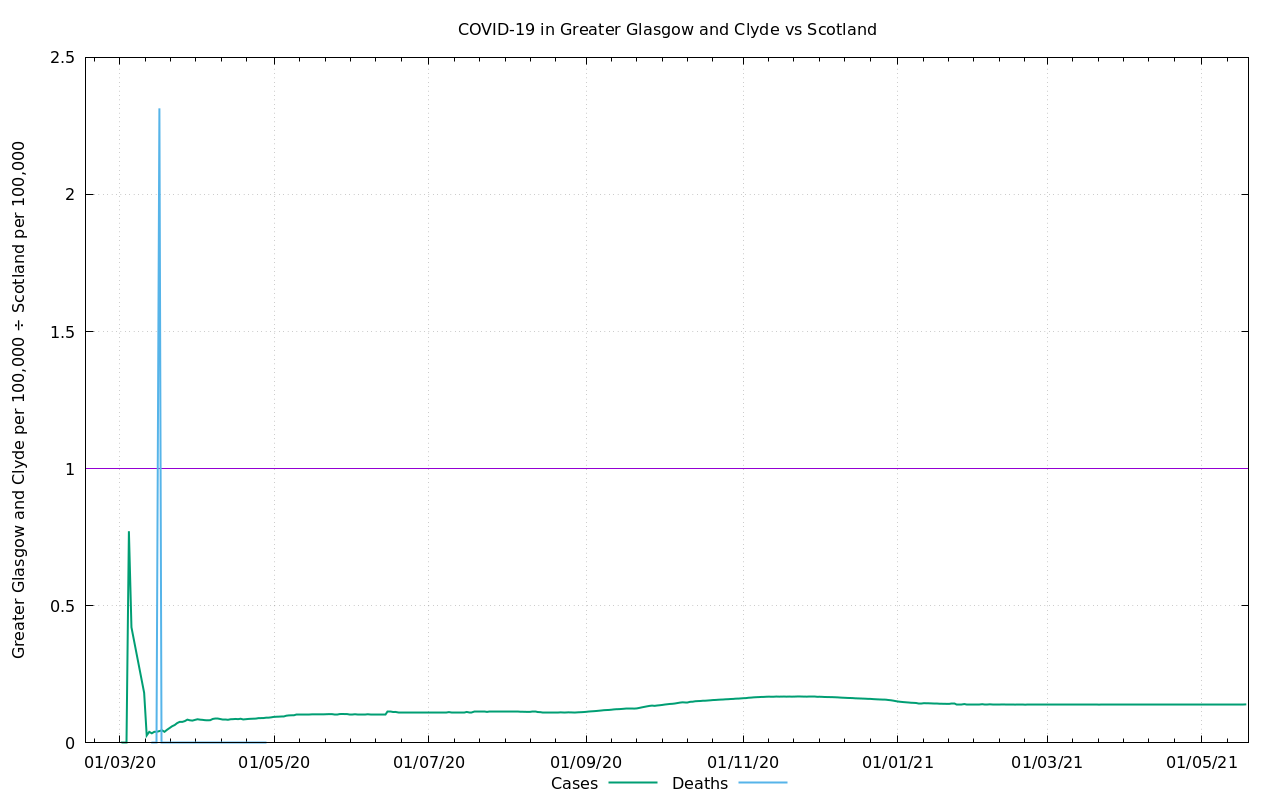 COVID-19 in Greater Glasgow and Clyde vs Scotland
Greater Glasgow and Clyde per 100,000 ÷ Scotland per 100,000
2.5
2
1.5
1
0.5
0
01/03/20 01/05/20 01/07/20 01/09/20 01/11/20 01/01/21 01/03/21 01/05/21
Cases Deaths